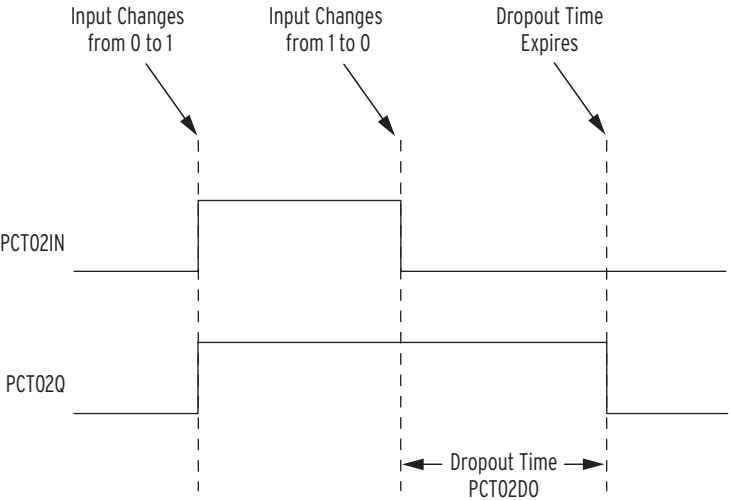 Input Changes
from 0 to 1
Input Changes
from 1 to 0
Dropout Time
Expires
PCT02IN
PCT02Q
Dropout Time
PCT02DO